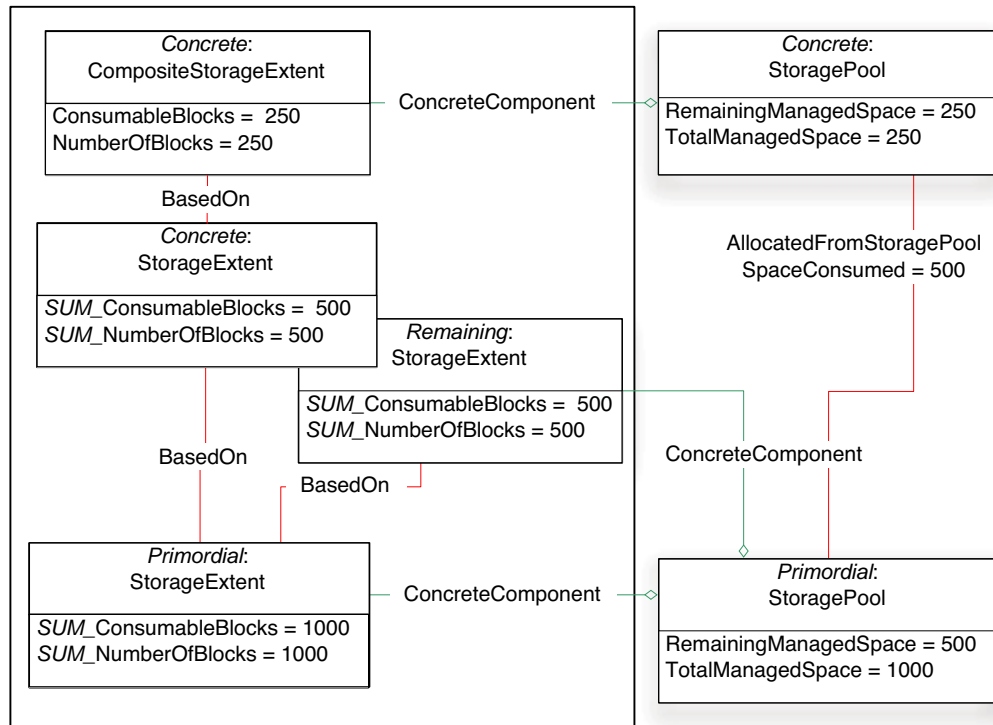 Concrete:
CompositeStorageExtent
ConsumableBlocks = 250
NumberOfBlocks = 250
ConcreteComponent
Concrete:
StoragePool
RemainingManagedSpace = 250
TotalManagedSpace = 250
BasedOn
Concrete:
StorageExtent
SUM_ConsumableBlocks = 500
SUM_NumberOfBlocks = 500
AllocatedFromStoragePool
SpaceConsumed = 500
Remaining:
StorageExtent
SUM_ConsumableBlocks = 500
SUM_NumberOfBlocks = 500
BasedOn
BasedOn
ConcreteComponent
Primordial:
StorageExtent
SUM_ConsumableBlocks = 1000
SUM_NumberOfBlocks = 1000
ConcreteComponent
Primordial:
StoragePool
RemainingManagedSpace = 500
TotalManagedSpace = 1000